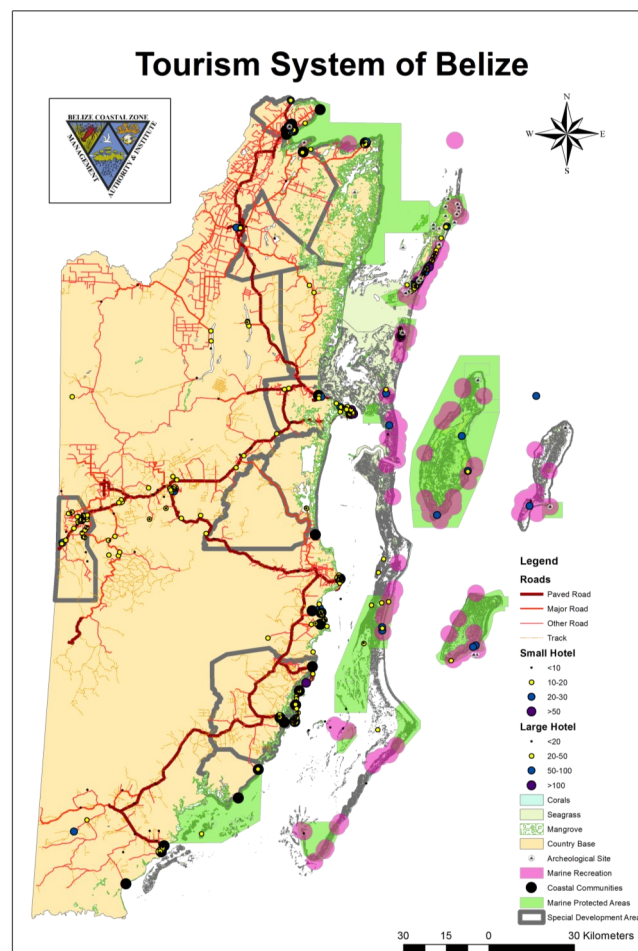 Tourism System of Belize
BELIZE COASTAL ZONE
MANAGEMENT
AUTHORITY & INSTITUTE
N
W
E
S
Legend
Roads
Paved Road
Major Road
Other Road
Track
Small Hotel
<10
10-20
20-30
>50
Large Hotel
<20
20-50
50-100
>100
Corals
Seagrass
Mangrove
Country Base
Archeological Site
Marine Recreation
Coastal Communities
Marine Protected Areas
Special Development Area
30 15 0 30 Kilometers